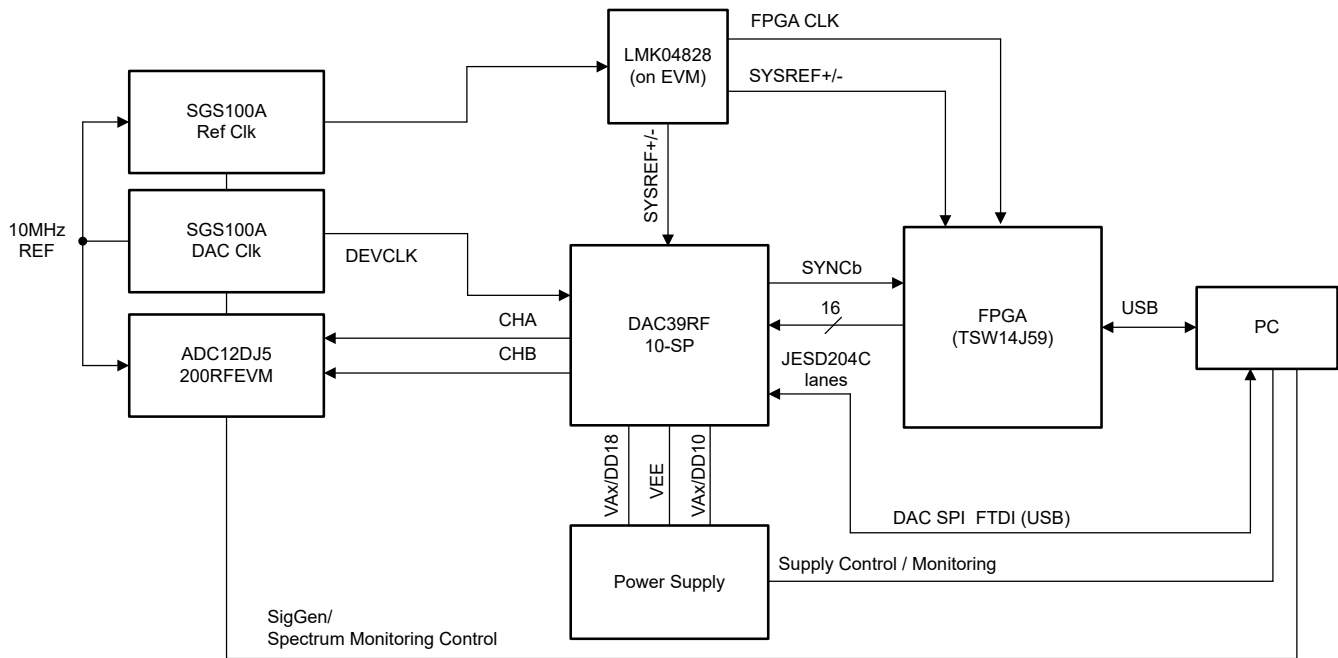 FPGA CLK
LMK04828
(on EVM)
SYSREF+/-
SGS100A
Ref Clk
SYSREF+/-
10MHz
REF
SGS100A
DAC Clk
DEVCLK
SYNCb
16
FPGA
(TSW14J59)
USB
PC
CHA
CHB
DAC39RF
10-SP
ADC12DJ5
200RFEVM
JESD204C
lanes
VAx/DD18
VEE
VAx/DD10
DAC SPI FTDI (USB)
Power Supply
Supply Control / Monitoring
SigGen/
Spectrum Monitoring Control